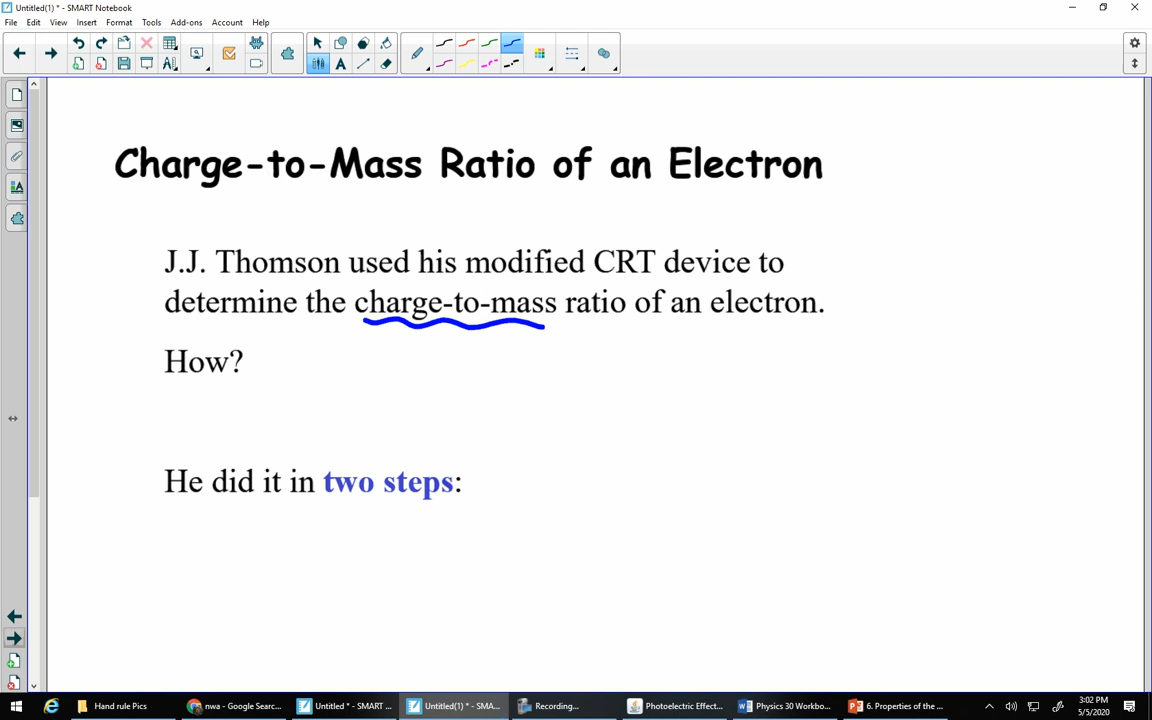 Untitled(1) * - SMART Notebook
File Edit View Insert Format Tools Add-ons Account Help
Charge-to-Mass Ratio of an Electron
J.J. Thomson used his modified CRT device to
determine the charge-to-mass ratio of an electron.
How?
He did it in two steps:
Hand rule Pics
nwa - Google Searc...
Untitled * - SMART ...
Untitled(1) * - SMA...
Recording...
Photoelectric Effect...
Physics 30 Workbo...
6. Properties of the ...
3:02 PM
5/5/2020